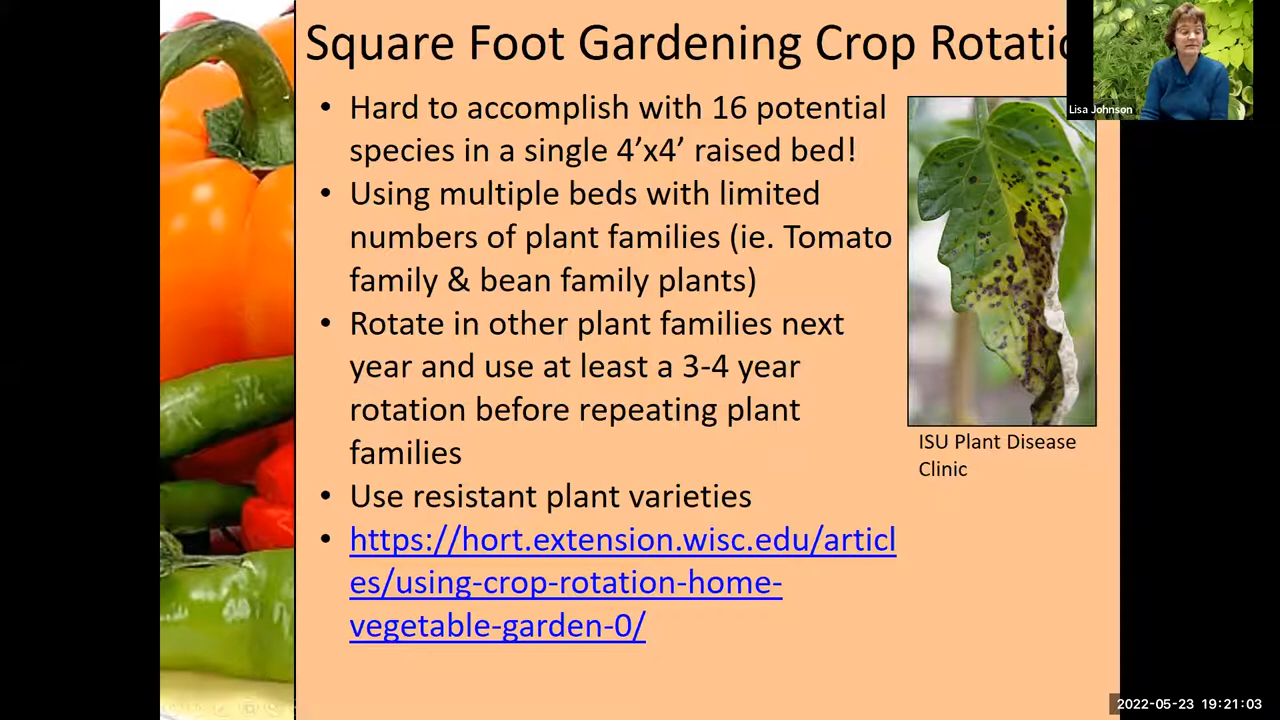 Square Foot Gardening Crop Rotatio
Lisa Johnson
• Hard to accomplish with 16 potential
species in a single 4’x4’ raised bed!
• Using multiple beds with limited
numbers of plant families (ie. Tomato
family & bean family plants)
• Rotate in other plant families next
year and use at least a 3-4 year
rotation before repeating plant
families
• Use resistant plant varieties
• https://hort.extension.wisc.edu/articl
es/using-crop-rotation-home-
vegetable-garden-0/
ISU Plant Disease
Clinic
2022-05-23 19:21:03